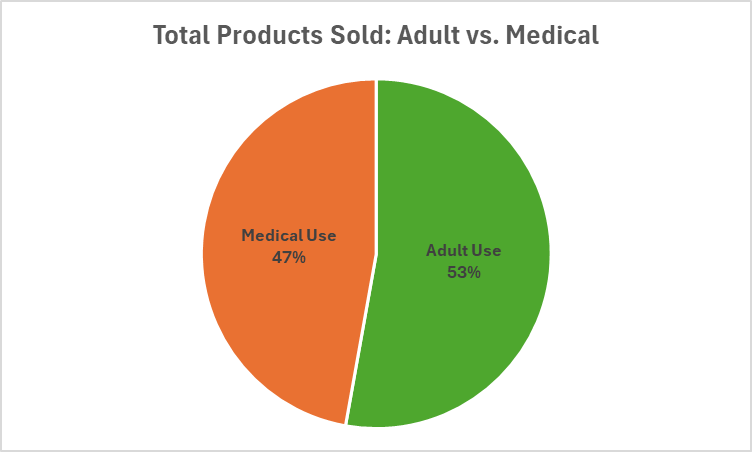 Total Products Sold: Adult vs. Medical
Medical Use
47%
Adult Use
53%